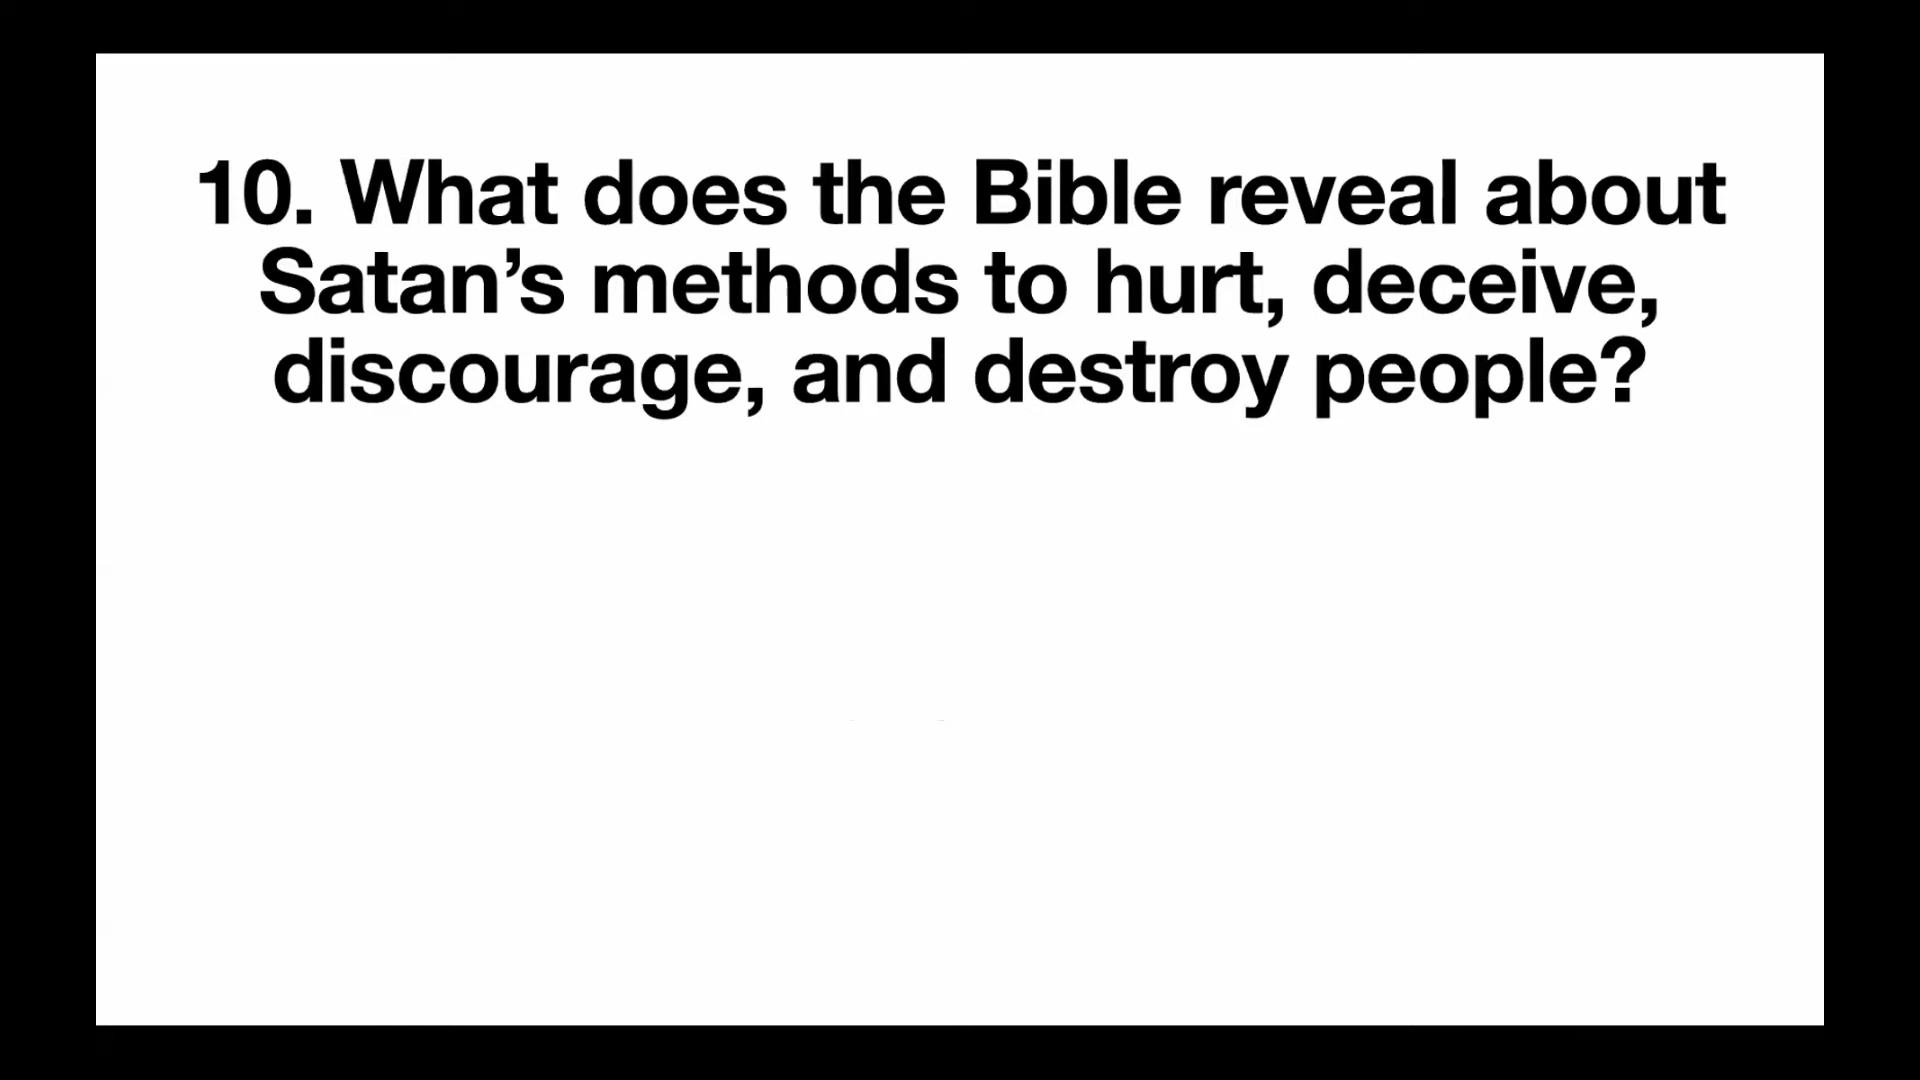 10. What does the Bible reveal about
Satan’s methods to hurt, deceive,
discourage, and destroy people?